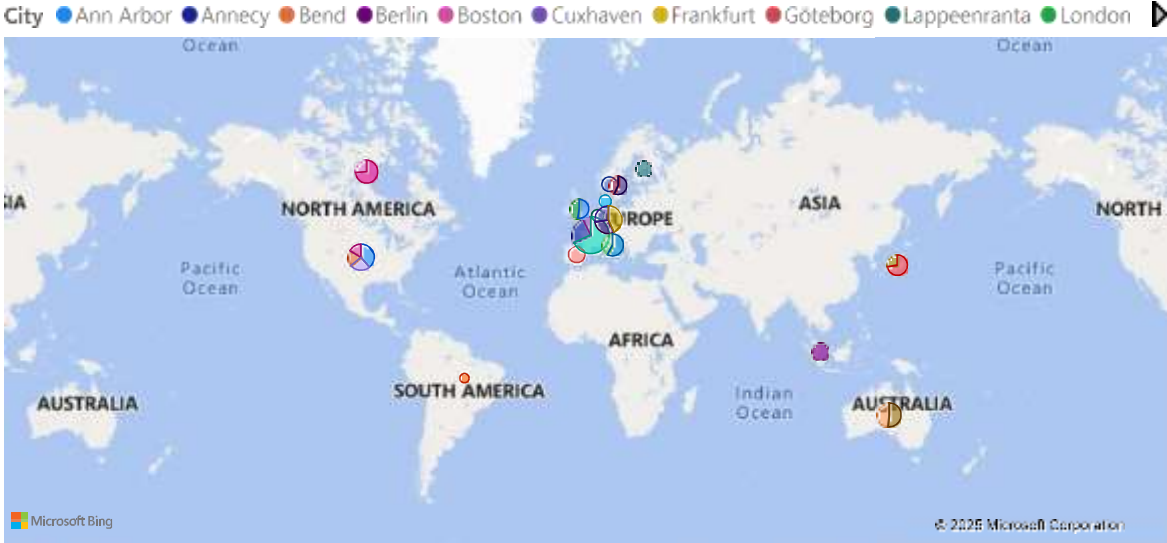 City Ann Arbor Annecy Bend Berlin Boston Cuxhaven Frankfurt Göteborg Lappeenranta London
Ocean Ocean
SIA NORTH AMERICA EUROPE ASIA NORTH
Pacific Ocean Atlantic Ocean Pacific Ocean
AFRICA
SOUTH AMERICA
Indian Ocean
AUSTRALIA AUSTRALIA
Microsoft Bing © 2025 Microsoft Corporation